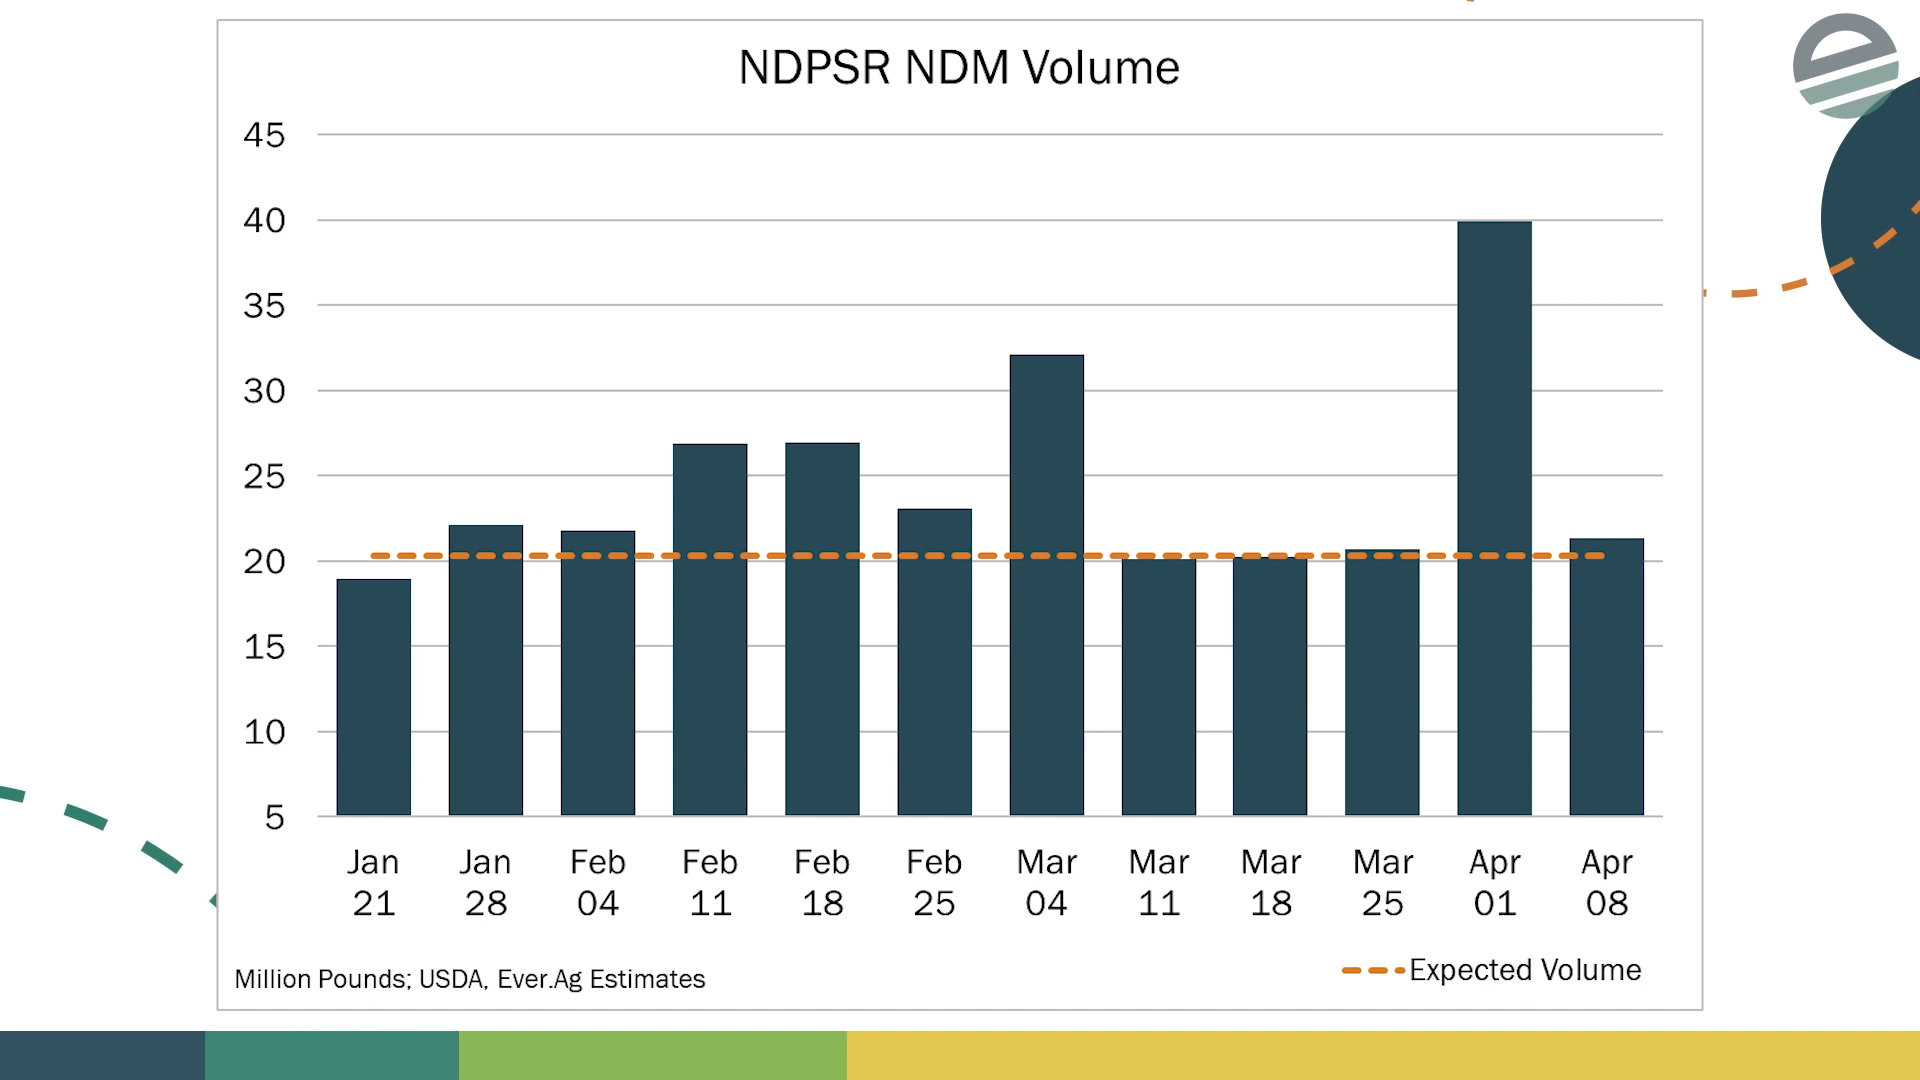 NDPSR NDM Volume
45
40
35
30
25
20
15
10
5
Jan 21
Jan 28
Feb 04
Feb 11
Feb 18
Feb 25
Mar 04
Mar 11
Mar 18
Mar 25
Apr 01
Apr 08
Million Pounds; USDA, Ever.Ag Estimates
Expected Volume